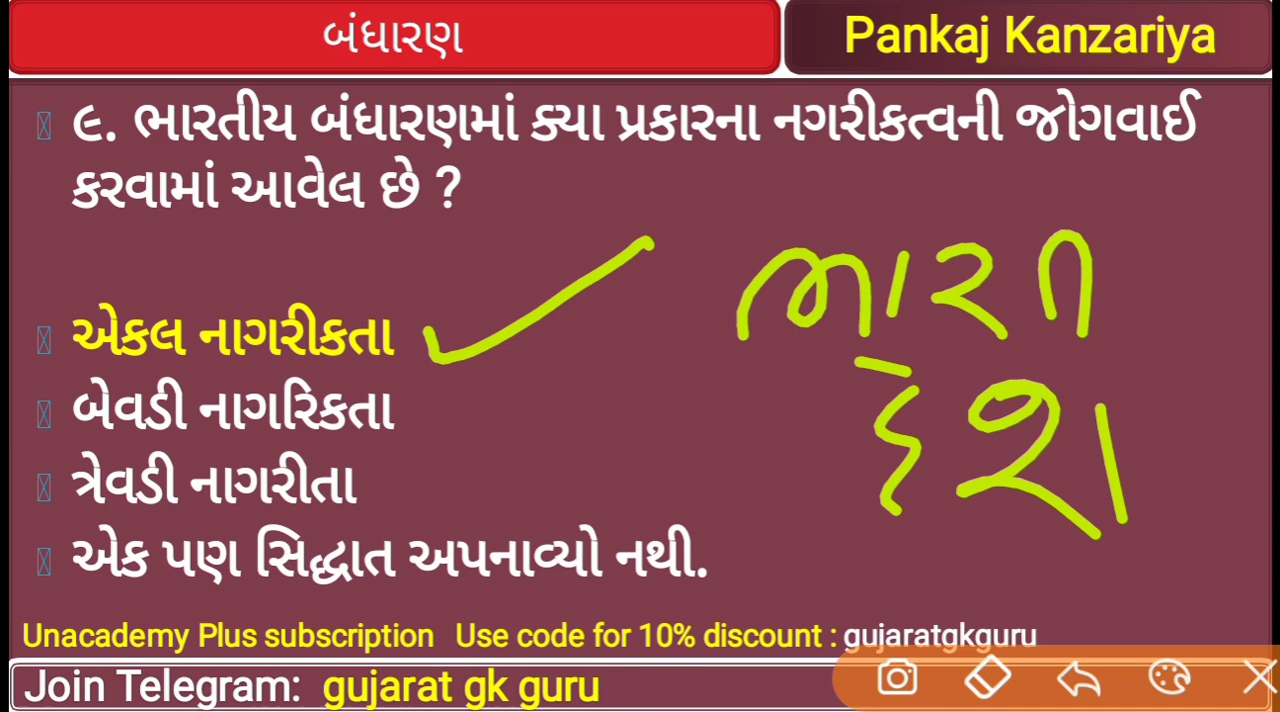 બંધારણ
Pankaj Kanzariya
૯. ભારતીય બંધારણમાં ક્યા પ્રકારના નગરીકત્વની જોગવાઈ
કરવામાં આવેલ છે ?
એકલ નાગરીકતા
બેવડી નાગરિકતા
ત્રેવડી નાગરીતા
એક પણ સિદ્ધાત અપનાવ્યો નથી.
ભારત
દેશ
Unacademy Plus subscription Use code for 10% discount : gujaratgkguru
Join Telegram: gujarat gk guru